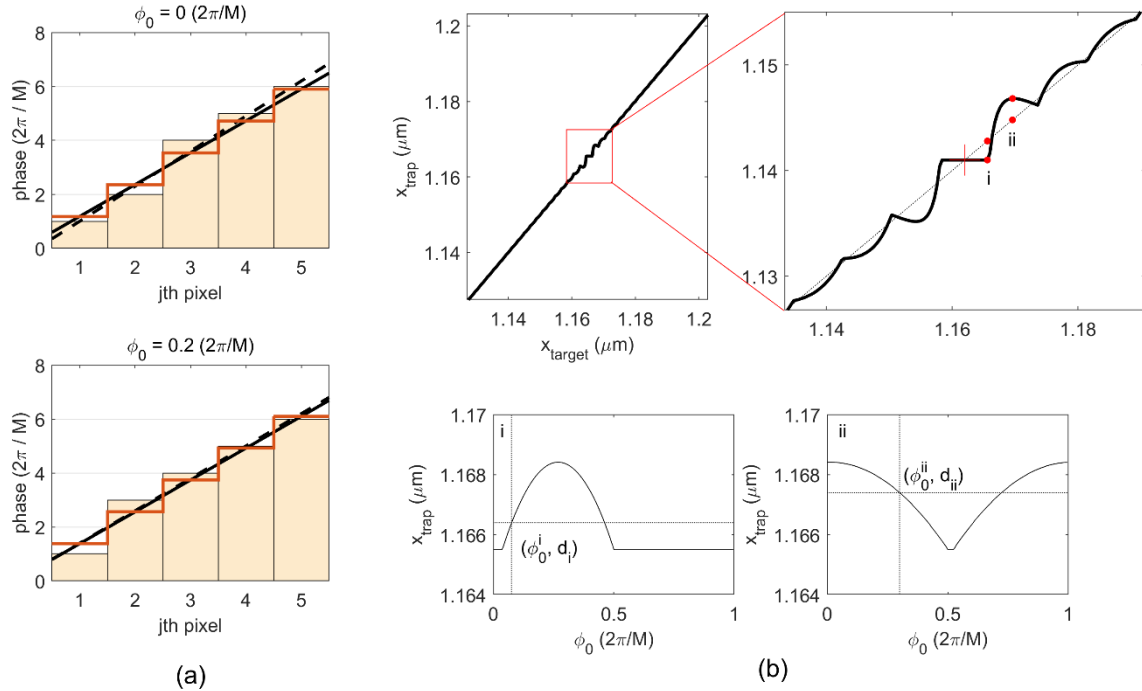 ϕ₀ = 0 (2π/M)
8
6
4
2
0
phase (2π / M)
1 2 3 4 5
jth pixel
ϕ₀ = 0.2 (2π/M)
8
6
4
2
0
phase (2π / M)
1 2 3 4 5
jth pixel
(a)
1.2
1.18
1.16
1.14
x_trap (μm)
1.14 1.16 1.18 1.2
x_target (μm)
1.15
1.14
1.13
i
ii
1.14 1.16 1.18
i
1.17
1.168
1.166
1.164
x_trap (μm)
(ϕ₀ⁱ, dᵢ)
0 0.5 1
ϕ₀ (2π/M)
ii
1.17
1.168
1.166
1.164
x_trap (μm)
(ϕ₀ⁱⁱ, dᵢᵢ)
0 0.5 1
ϕ₀ (2π/M)
(b)